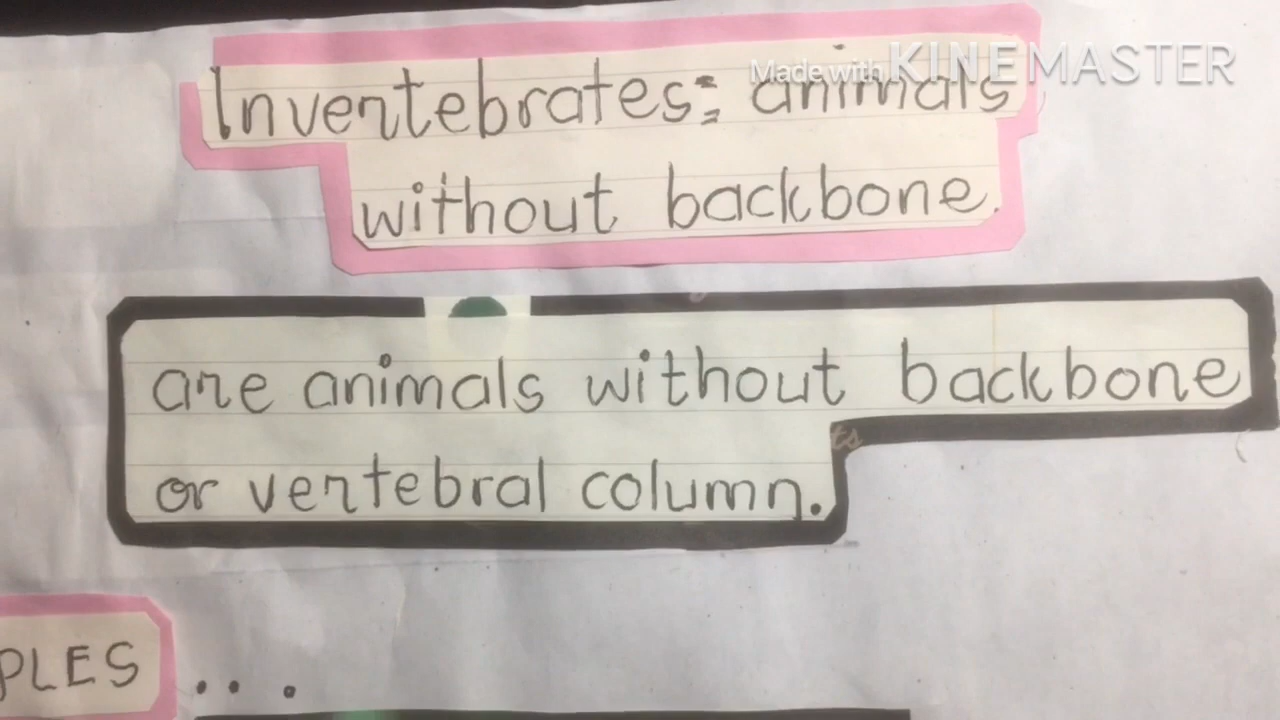 Made with KINEMASTER
Invertebrates: animals
without backbone.
are animals without backbone
or vertebral column.
PLES ...